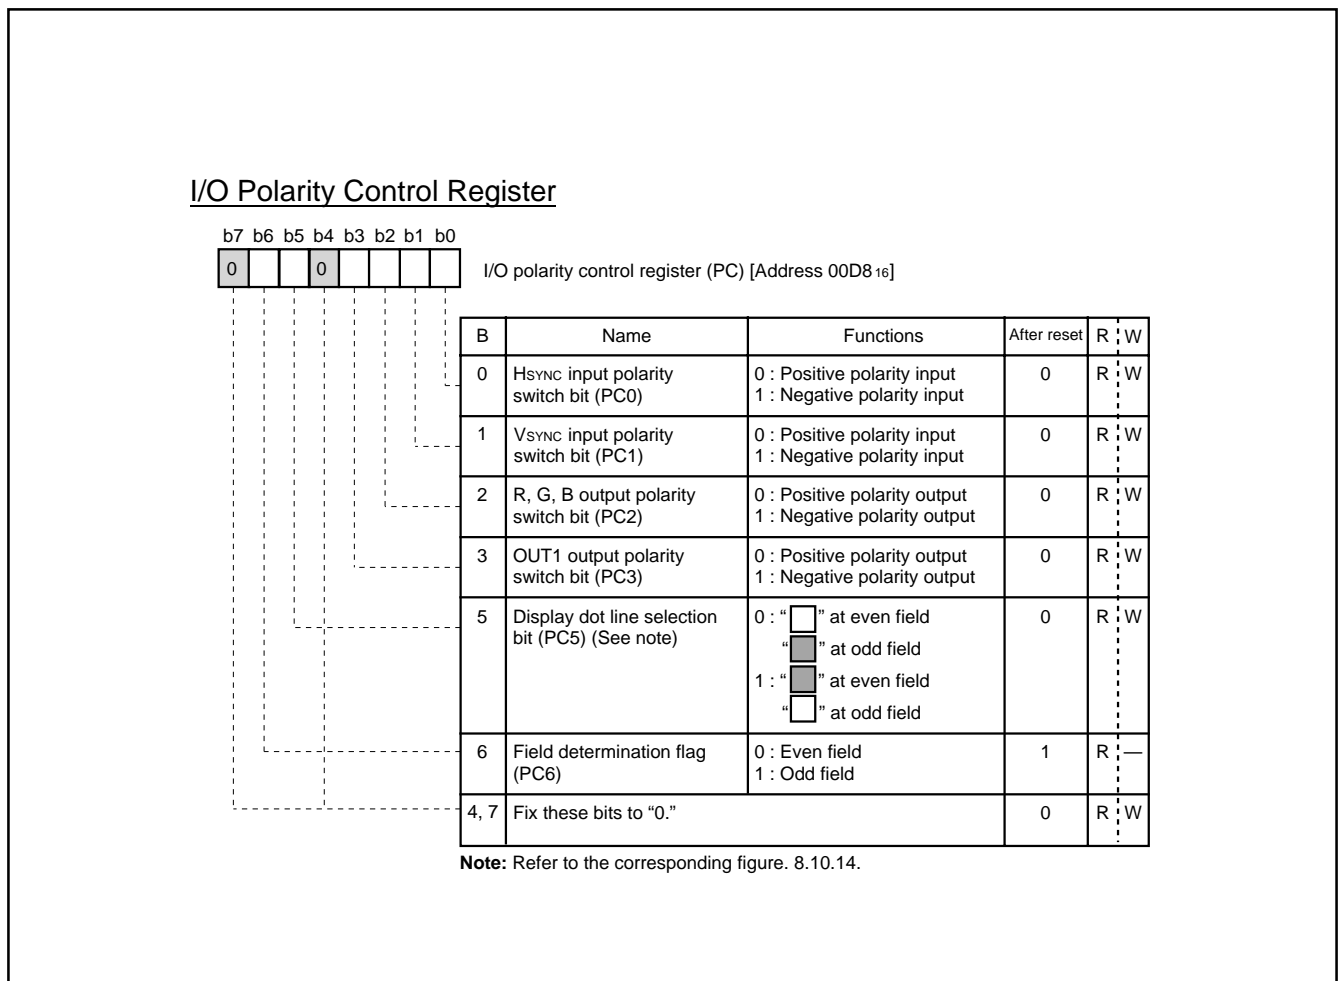 I/O Polarity Control Register
b7 b6 b5 b4 b3 b2 b1 b0
0 0
I/O polarity control register (PC) [Address 00D816]
B Name Functions After reset R W
0 HSYNC input polarity switch bit (PC0) 0 : Positive polarity input 1 : Negative polarity input 0 R W
1 VSYNC input polarity switch bit (PC1) 0 : Positive polarity input 1 : Negative polarity input 0 R W
2 R, G, B output polarity switch bit (PC2) 0 : Positive polarity output 1 : Negative polarity output 0 R W
3 OUT1 output polarity switch bit (PC3) 0 : Positive polarity output 1 : Negative polarity output 0 R W
5 Display dot line selection bit (PC5) (See note) 0 : “ ” at even field “ ” at odd field 1 : “ ” at even field “ ” at odd field 0 R W
6 Field determination flag (PC6) 0 : Even field 1 : Odd field 1 R —
4, 7 Fix these bits to “0.” 0 R W
Note: Refer to the corresponding figure. 8.10.14.